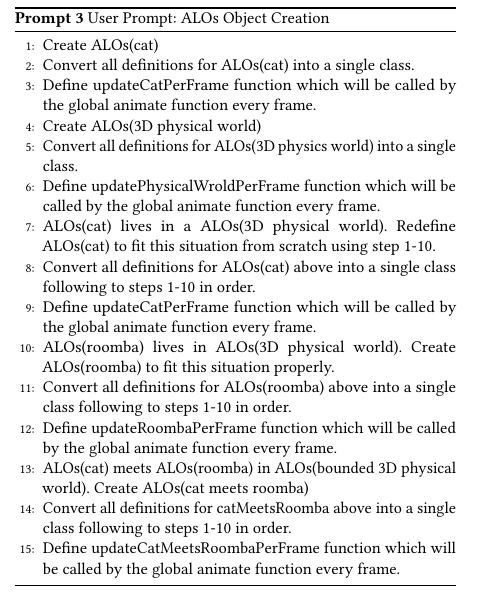 Prompt 3 User Prompt: ALOs Object Creation
1: Create ALOs(cat)
2: Convert all definitions for ALOs(cat) into a single class.
3: Define updateCatPerFrame function which will be called by
the global animate function every frame.
4: Create ALOs(3D physical world)
5: Convert all definitions for ALOs(3D physics world) into a single
class.
6: Define updatePhysicalWroldPerFrame function which will be
called by the global animate function every frame.
7: ALOs(cat) lives in a ALOs(3D physical world). Redefine
ALOs(cat) to fit this situation from scratch using step 1-10.
8: Convert all definitions for ALOs(cat) above into a single class
following to steps 1-10 in order.
9: Define updateCatPerFrame function which will be called by
the global animate function every frame.
10: ALOs(roomba) lives in ALOs(3D physical world). Create
ALOs(roomba) to fit this situation properly.
11: Convert all definitions for ALOs(roomba) above into a single
class following to steps 1-10 in order.
12: Define updateRoombaPerFrame function which will be called
by the global animate function every frame.
13: ALOs(cat) meets ALOs(roomba) in ALOs(bounded 3D physical
world). Create ALOs(cat meets roomba)
14: Convert all definitions for catMeetsRoomba above into a single
class following to steps 1-10 in order.
15: Define updateCatMeetsRoombaPerFrame function which will
be called by the global animate function every frame.